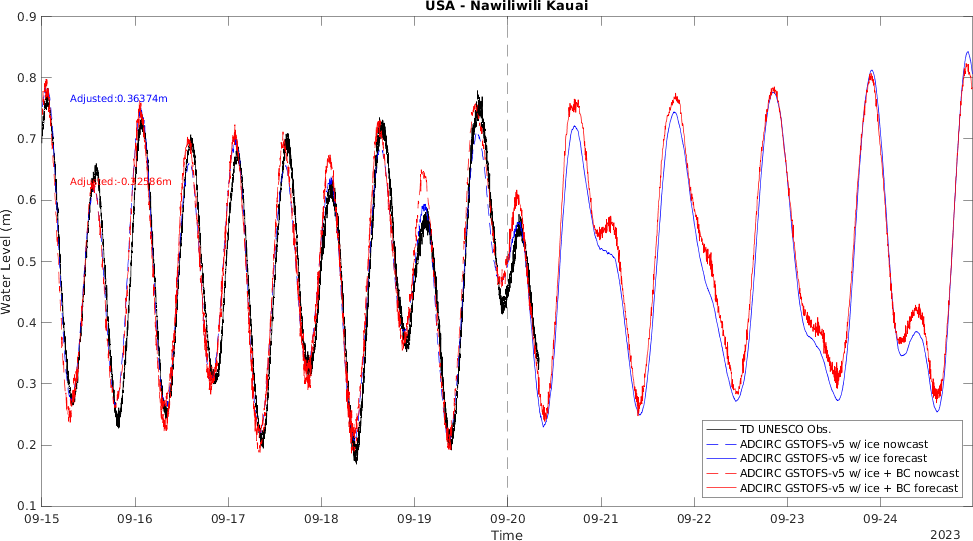 USA - Nawiliwili Kauai
0.9
0.8
0.7
0.6
0.5
0.4
0.3
0.2
0.1
Water Level (m)
Adjusted:0.36374m
Adjusted:-0.32586m
09-15 09-16 09-17 09-18 09-19 09-20 09-21 09-22 09-23 09-24
Time
2023
TD UNESCO Obs.
ADCIRC GSTOFS-v5 w/ ice nowcast
ADCIRC GSTOFS-v5 w/ ice forecast
ADCIRC GSTOFS-v5 w/ ice + BC nowcast
ADCIRC GSTOFS-v5 w/ ice + BC forecast